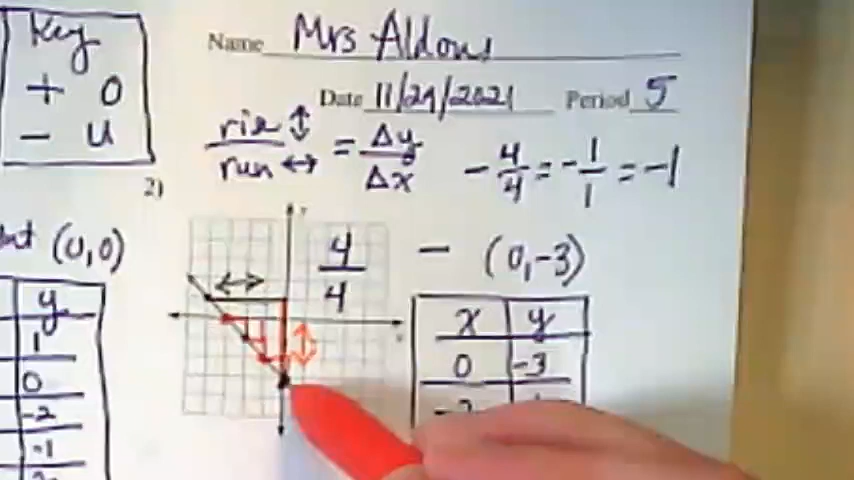 Key
+ 0
- u
Name Mrs Aldous
Date 11/29/2021 Period 5
rise ↕ / run ↔ = Δy / Δx
- 4/4 = - 1/1 = -1
2)
(0,0)
y
4/4
- (0,-3)
x y
0 -3
y
1
0
-2
-1